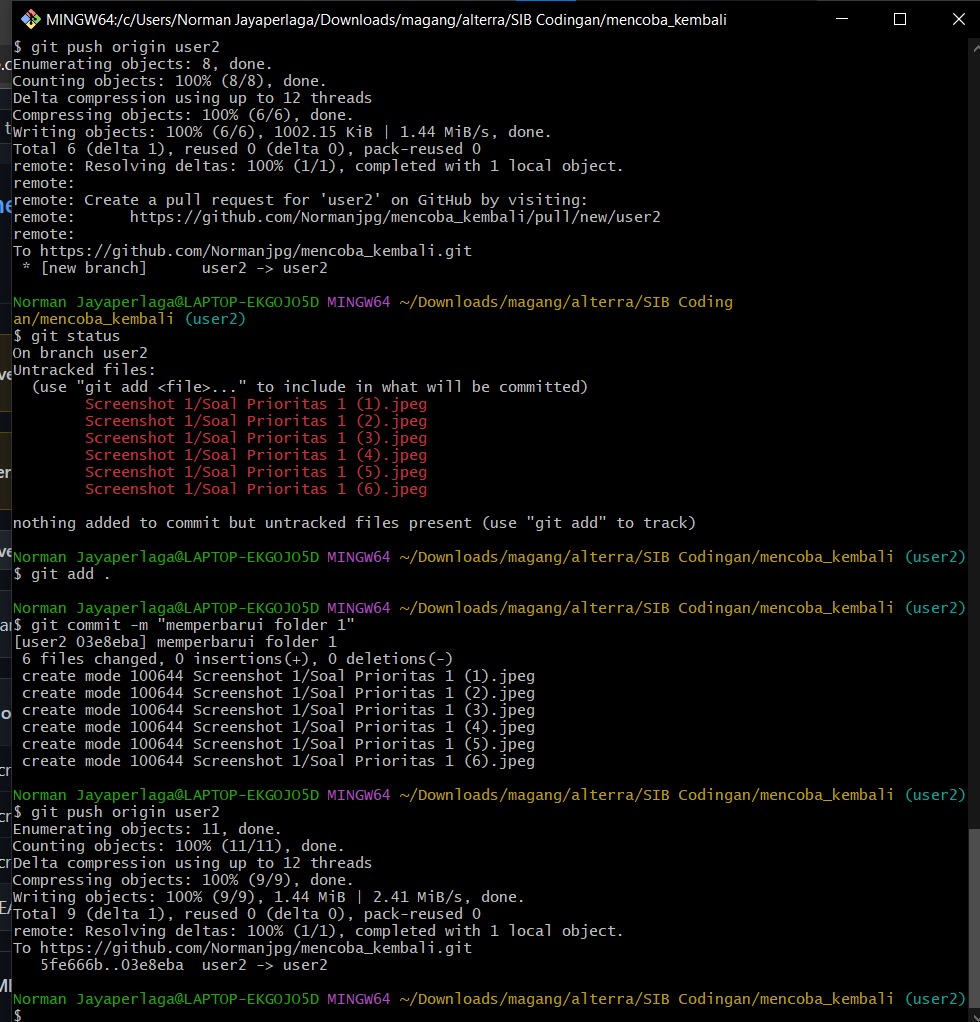 MINGW64:/c/Users/Norman Jayaperlaga/Downloads/magang/alterra/SIB Codingan/mencoba_kembali
$ git push origin user2
Enumerating objects: 8, done.
Counting objects: 100% (8/8), done.
Delta compression using up to 12 threads
Compressing objects: 100% (6/6), done.
Writing objects: 100% (6/6), 1002.15 KiB | 1.44 MiB/s, done.
Total 6 (delta 1), reused 0 (delta 0), pack-reused 0
remote: Resolving deltas: 100% (1/1), completed with 1 local object.
remote:
remote: Create a pull request for 'user2' on GitHub by visiting:
remote:      https://github.com/Normanjpg/mencoba_kembali/pull/new/user2
remote:
To https://github.com/Normanjpg/mencoba_kembali.git
 * [new branch]      user2 -> user2

Norman Jayaperlaga@LAPTOP-EKGOJO5D MINGW64 ~/Downloads/magang/alterra/SIB Coding
an/mencoba_kembali (user2)
$ git status
On branch user2
Untracked files:
  (use "git add <file>..." to include in what will be committed)
        Screenshot 1/Soal Prioritas 1 (1).jpeg
        Screenshot 1/Soal Prioritas 1 (2).jpeg
        Screenshot 1/Soal Prioritas 1 (3).jpeg
        Screenshot 1/Soal Prioritas 1 (4).jpeg
        Screenshot 1/Soal Prioritas 1 (5).jpeg
        Screenshot 1/Soal Prioritas 1 (6).jpeg

nothing added to commit but untracked files present (use "git add" to track)

Norman Jayaperlaga@LAPTOP-EKGOJO5D MINGW64 ~/Downloads/magang/alterra/SIB Codingan/mencoba_kembali (user2)
$ git add .

Norman Jayaperlaga@LAPTOP-EKGOJO5D MINGW64 ~/Downloads/magang/alterra/SIB Codingan/mencoba_kembali (user2)
$ git commit -m "memperbarui folder 1"
[user2 03e8eba] memperbarui folder 1
 6 files changed, 0 insertions(+), 0 deletions(-)
 create mode 100644 Screenshot 1/Soal Prioritas 1 (1).jpeg
 create mode 100644 Screenshot 1/Soal Prioritas 1 (2).jpeg
 create mode 100644 Screenshot 1/Soal Prioritas 1 (3).jpeg
 create mode 100644 Screenshot 1/Soal Prioritas 1 (4).jpeg
 create mode 100644 Screenshot 1/Soal Prioritas 1 (5).jpeg
 create mode 100644 Screenshot 1/Soal Prioritas 1 (6).jpeg

Norman Jayaperlaga@LAPTOP-EKGOJO5D MINGW64 ~/Downloads/magang/alterra/SIB Codingan/mencoba_kembali (user2)
$ git push origin user2
Enumerating objects: 11, done.
Counting objects: 100% (11/11), done.
Delta compression using up to 12 threads
Compressing objects: 100% (9/9), done.
Writing objects: 100% (9/9), 1.44 MiB | 2.41 MiB/s, done.
Total 9 (delta 1), reused 0 (delta 0), pack-reused 0
remote: Resolving deltas: 100% (1/1), completed with 1 local object.
To https://github.com/Normanjpg/mencoba_kembali.git
   5fe666b..03e8eba  user2 -> user2

Norman Jayaperlaga@LAPTOP-EKGOJO5D MINGW64 ~/Downloads/magang/alterra/SIB Codingan/mencoba_kembali (user2)
$